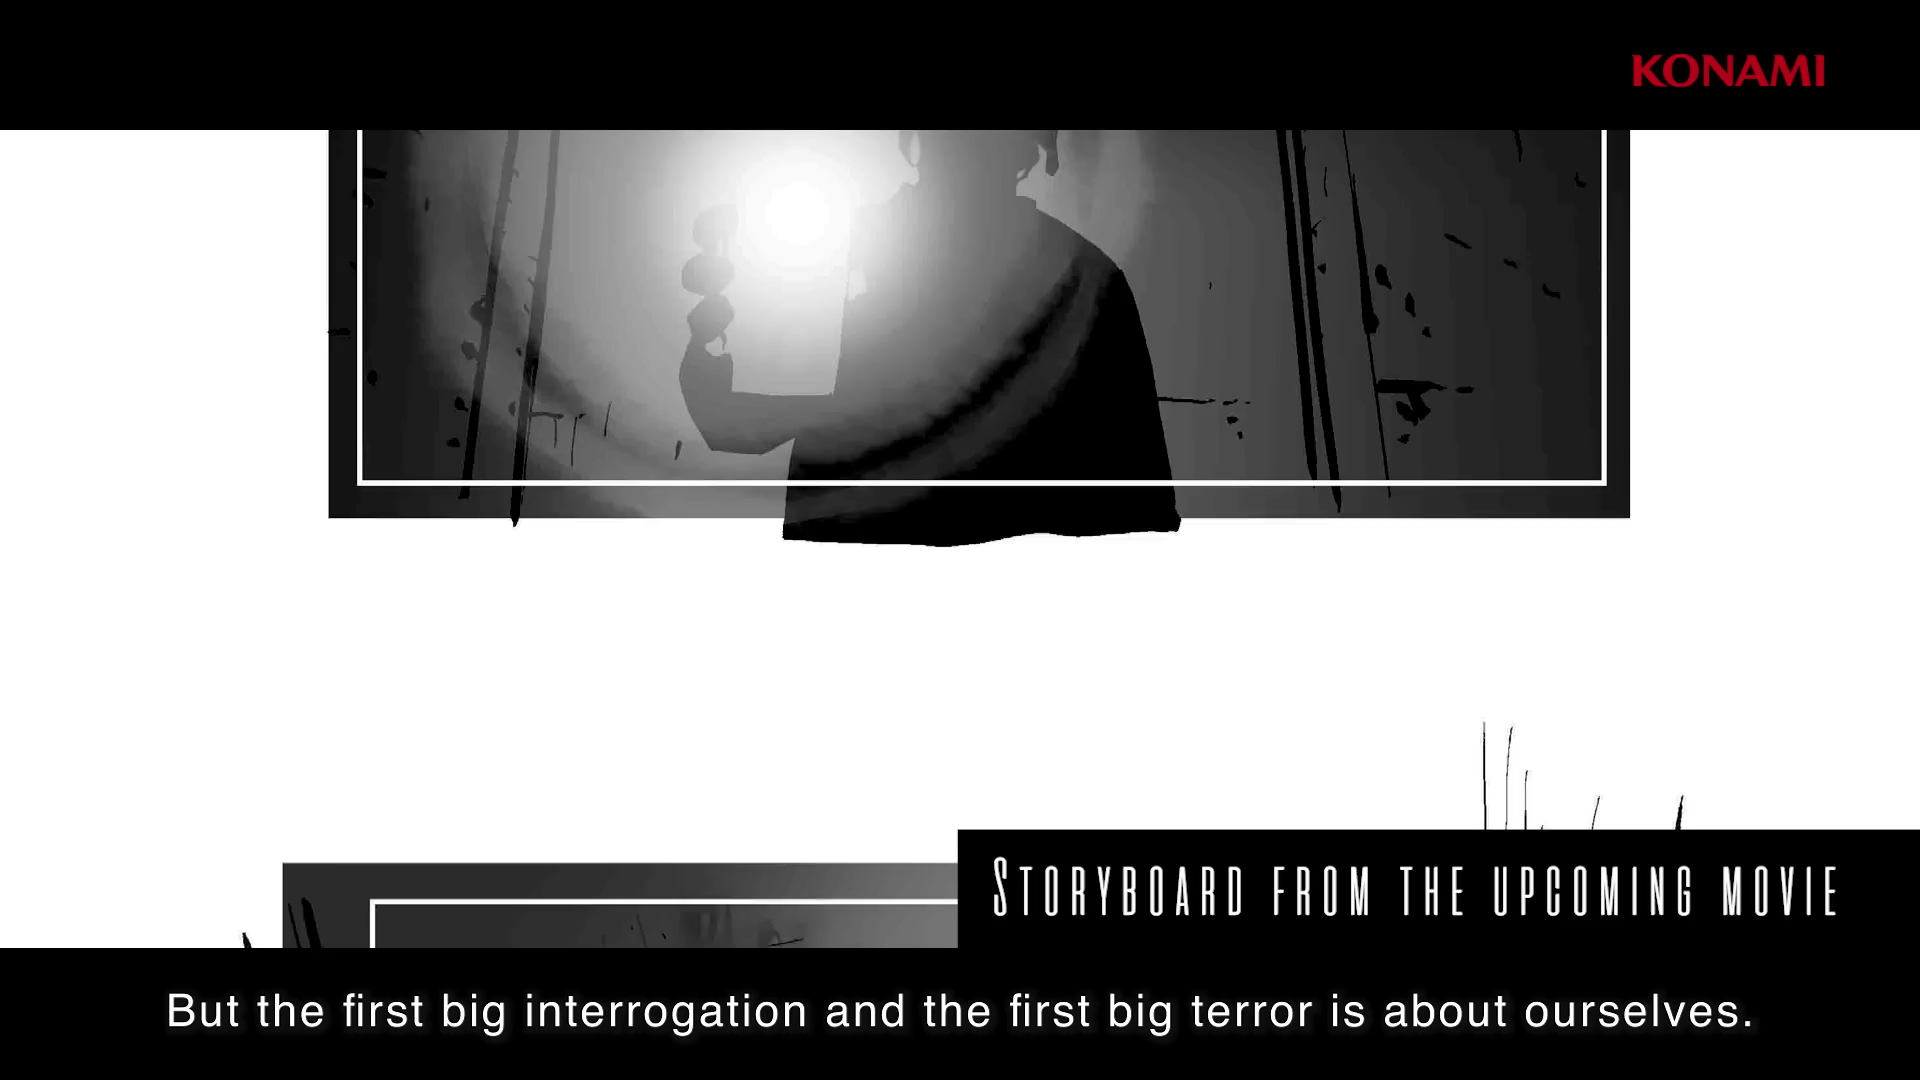 KONAMI
STORYBOARD FROM THE UPCOMING MOVIE
But the first big interrogation and the first big terror is about ourselves.